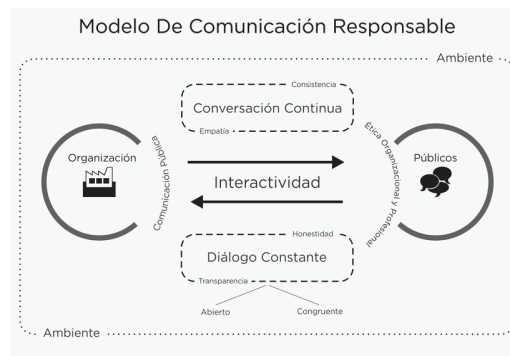 Modelo De Comunicación Responsable
Ambiente
Consistencia
Conversación Continua
Empatía
Organización
Comunicación Pública
Interactividad
Ética Organizacional y Profesional
Públicos
Honestidad
Diálogo Constante
Transparencia
Abierto
Congruente
Ambiente